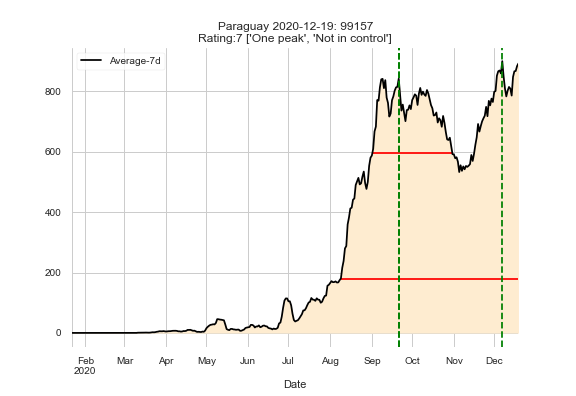 Paraguay 2020-12-19: 99157
Rating:7 ['One peak', 'Not in control']
Average-7d
800
600
400
200
0
Feb Mar Apr May Jun Jul Aug Sep Oct Nov Dec
2020
Date